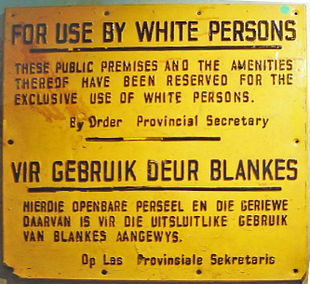 FOR USE BY WHITE PERSONS
THESE PUBLIC PREMISES AND THE AMENITIES
THEREOF HAVE BEEN RESERVED FOR THE
EXCLUSIVE USE OF WHITE PERSONS.
By Order Provincial Secretary
VIR GEBRUIK DEUR BLANKES
HIERDIE OPENBARE PERSEEL EN DIE GERIEWE
DAARVAN IS VIR DIE UITSLUITLIKE GEBRUIK
VAN BLANKES AANGEWYS.
Op Las Provinsiale Sekretaris